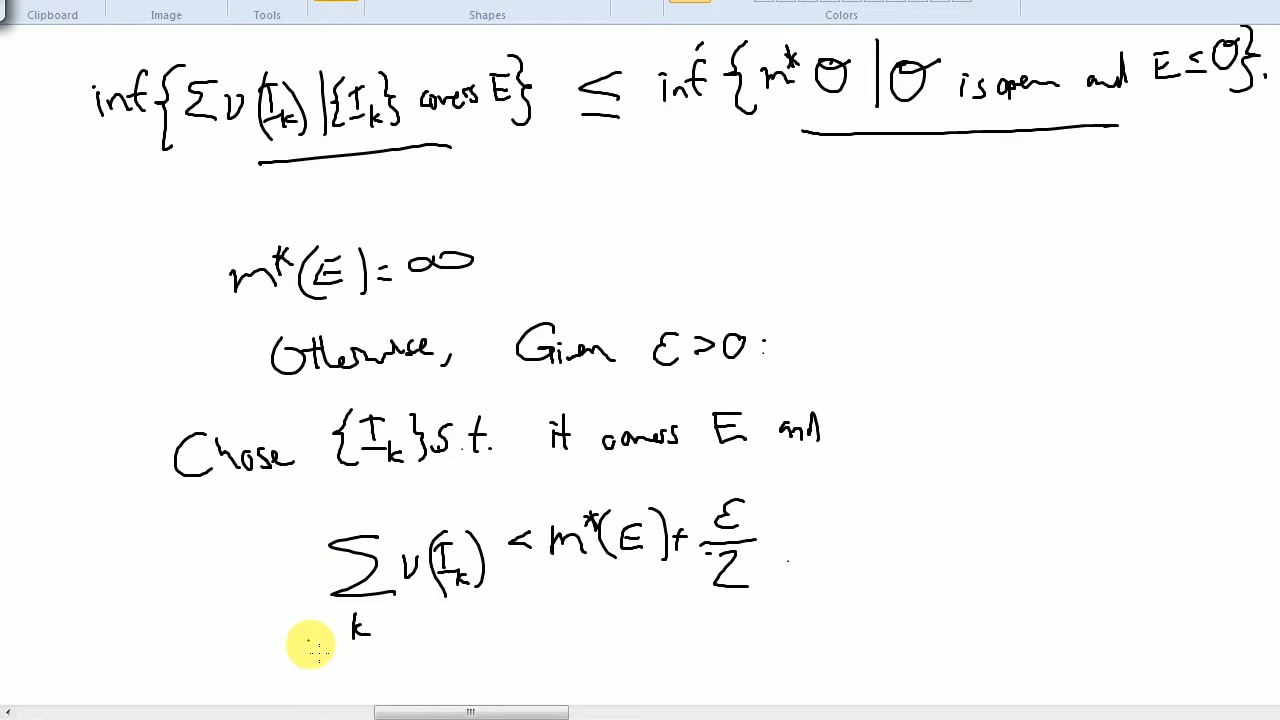 Clipboard Image Tools Shapes Colors
inf{Σ v(I_k) | {I_k} covers E} ≤ inf {m* O | O is open and E ⊆ O}.
m*(E) = ∞
Otherwise, Given ε > 0 :
Chose {I_k} s.t. it covers E and
Σ_k v(I_k) < m*(E) + ε/2